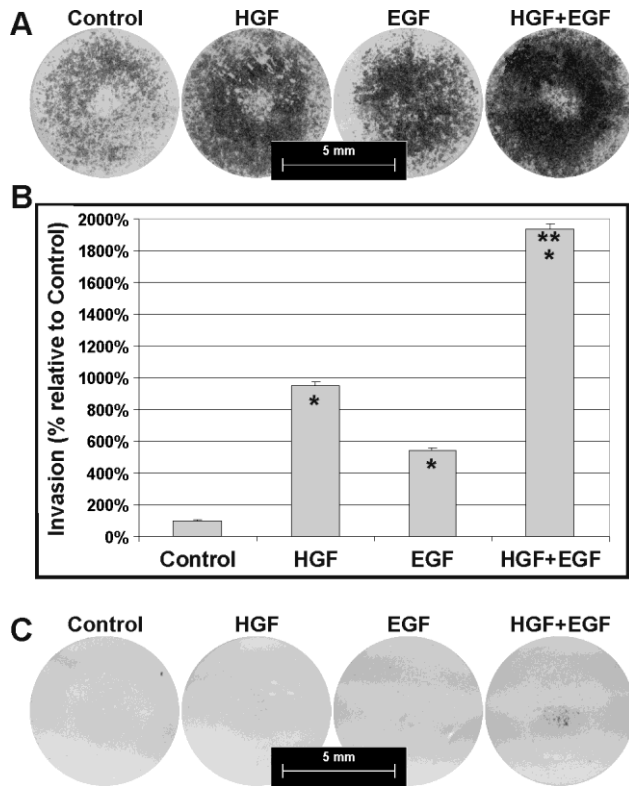 A
Control HGF EGF HGF+EGF
5 mm
B
Invasion (% relative to Control)
2000%
1800%
1600%
1400%
1200%
1000%
800%
600%
400%
200%
0%
*
*
**
*
Control HGF EGF HGF+EGF
C
Control HGF EGF HGF+EGF
5 mm